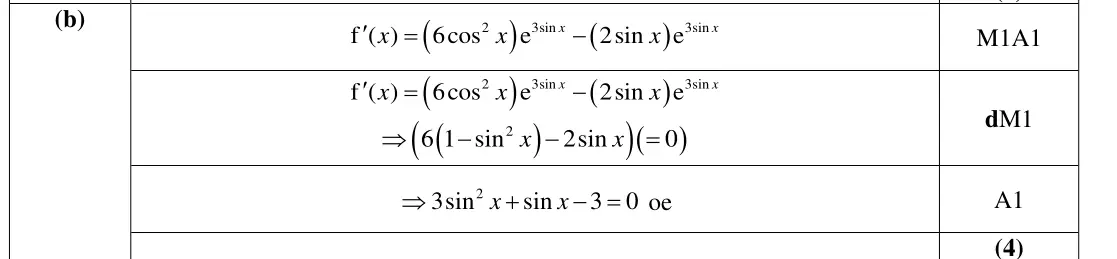 (b)
f′(x) = (6cos² x)e^{3sin x} − (2sin x)e^{3sin x}
M1A1
f′(x) = (6cos² x)e^{3sin x} − (2sin x)e^{3sin x}
⇒ (6(1 − sin² x) − 2sin x)(= 0)
dM1
⇒ 3sin² x + sin x − 3 = 0 oe
A1
(4)